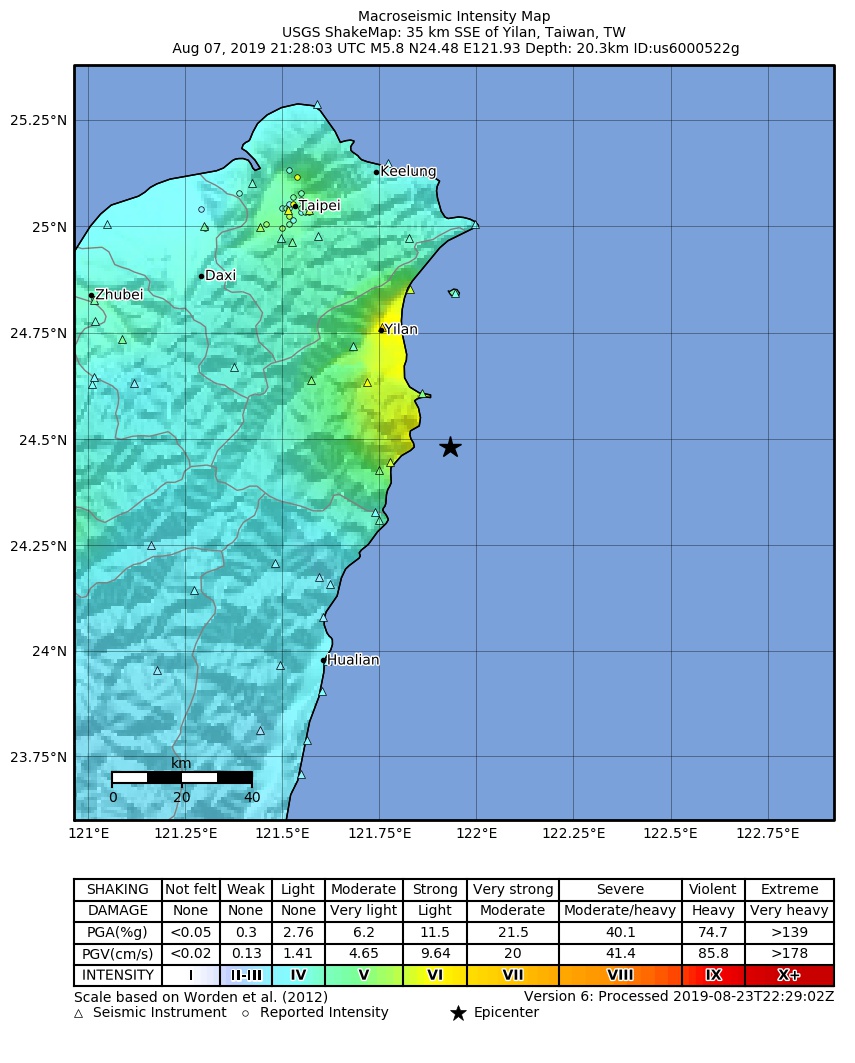 Macroseismic Intensity Map
USGS ShakeMap: 35 km SSE of Yilan, Taiwan, TW
Aug 07, 2019 21:28:03 UTC M5.8 N24.48 E121.93 Depth: 20.3km ID:us6000522g
25.25°N
Keelung
Taipei
25°N
Daxi
Zhubei
24.75°N
Yilan
24.5°N
24.25°N
24°N
Hualian
23.75°N
km
0 20 40
121°E 121.25°E 121.5°E 121.75°E 122°E 122.25°E 122.5°E 122.75°E
SHAKING Not felt Weak Light Moderate Strong Very strong Severe Violent Extreme
DAMAGE None None None Very light Light Moderate Moderate/heavy Heavy Very heavy
PGA(%g) <0.05 0.3 2.76 6.2 11.5 21.5 40.1 74.7 >139
PGV(cm/s) <0.02 0.13 1.41 4.65 9.64 20 41.4 85.8 >178
INTENSITY I II-III IV V VI VII VIII IX X+
Scale based on Worden et al. (2012) Version 6: Processed 2019-08-23T22:29:02Z
△ Seismic Instrument ○ Reported Intensity ★ Epicenter